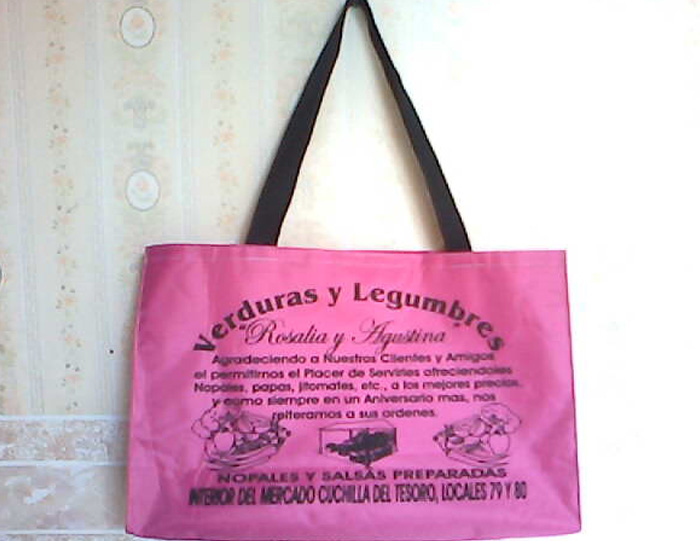 Verduras y Legumbres
"Rosalia y Agustina"
Agradeciendo a Nuestros Clientes y Amigos
el permitirnos el Placer de Servirles ofreciendoles
Nopales, papas, jitomates, etc., a los mejores precios,
y como siempre en un Aniversario mas, nos
reiteramos a sus ordenes.
NOPALES Y SALSAS PREPARADAS
INTERIOR DEL MERCADO CUCHILLA DEL TESORO, LOCALES 79 Y 80